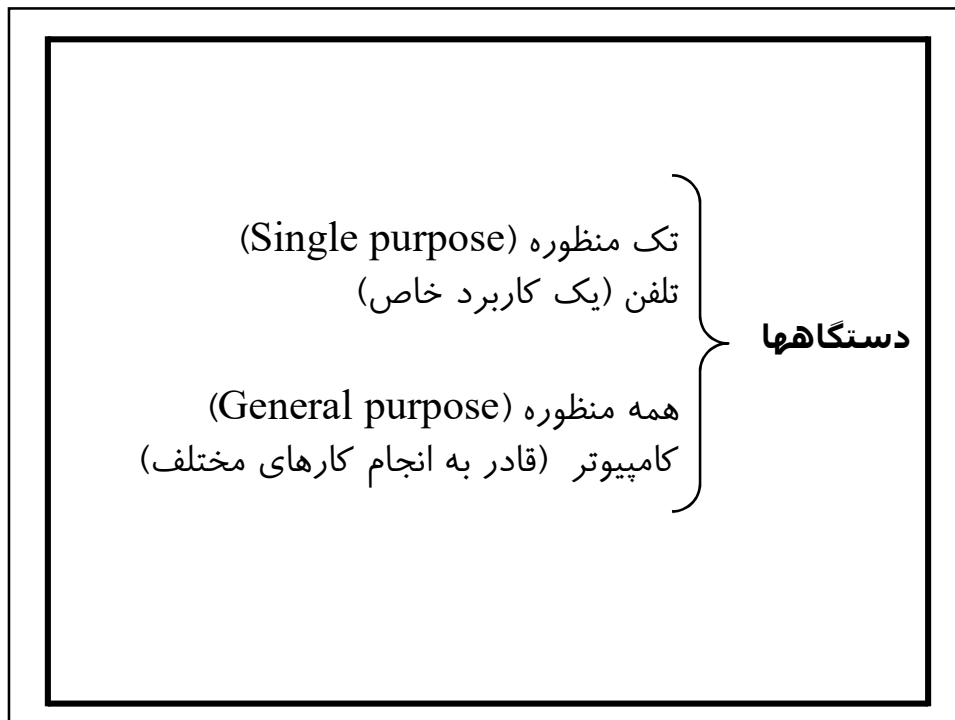 دستگاهها
تک منظوره (Single purpose)
تلفن (یک کاربرد خاص)
همه منظوره (General purpose)
کامپیوتر (قادر به انجام کارهای مختلف)